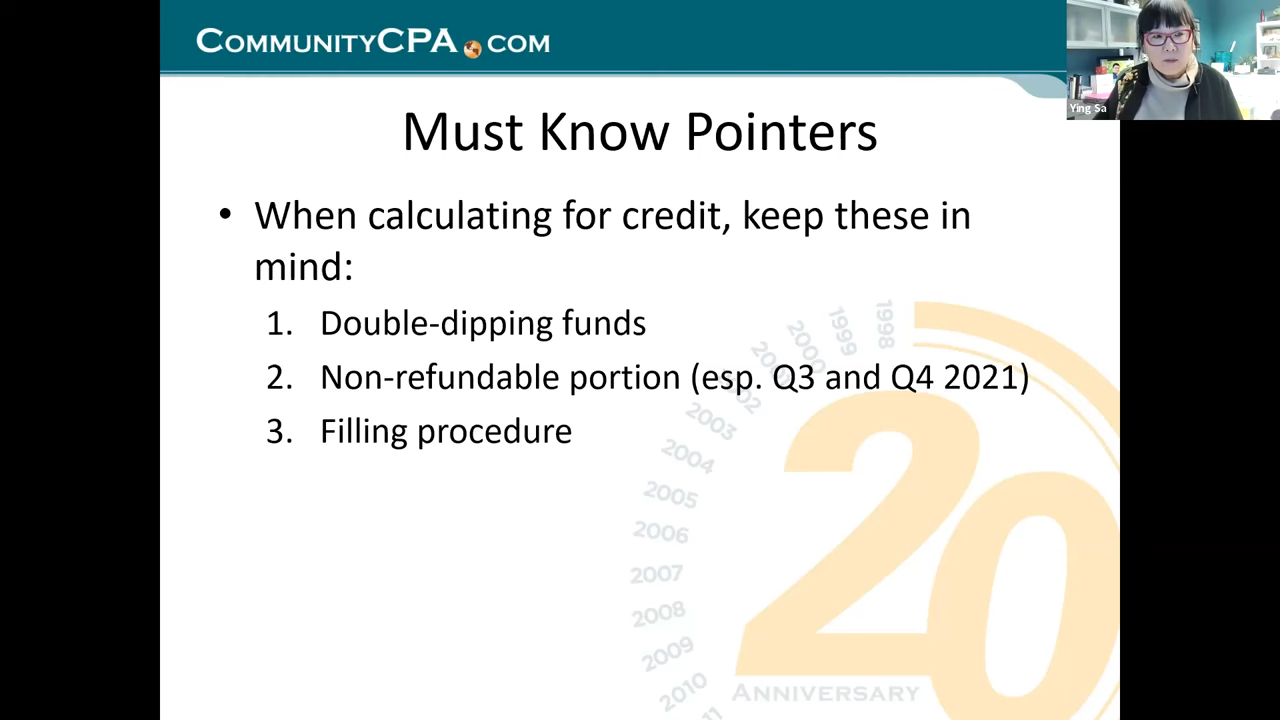 COMMUNITYCPA.COM
Ying Sa
Must Know Pointers
• When calculating for credit, keep these in
mind:
1. Double-dipping funds
2. Non-refundable portion (esp. Q3 and Q4 2021)
3. Filling procedure
1998
1999
2000
2003
2004
2005
2006
2007
2008
2009
2010
20
ANNIVERSARY